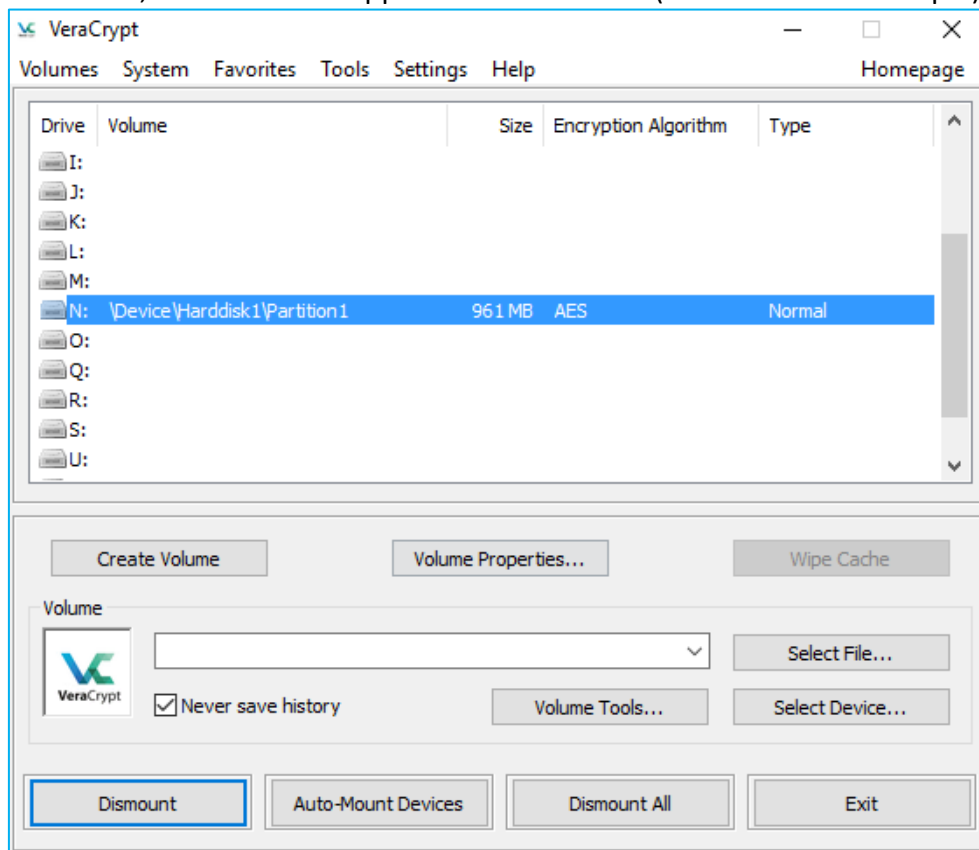 VeraCrypt
Volumes System Favorites Tools Settings Help Homepage
Drive Volume Size Encryption Algorithm Type
I:
J:
K:
L:
M:
N: \Device\Harddisk1\Partition1 961 MB AES Normal
O:
Q:
R:
S:
U:
Create Volume Volume Properties... Wipe Cache
Volume
VeraCrypt
Select File...
Never save history Volume Tools... Select Device...
Dismount Auto-Mount Devices Dismount All Exit